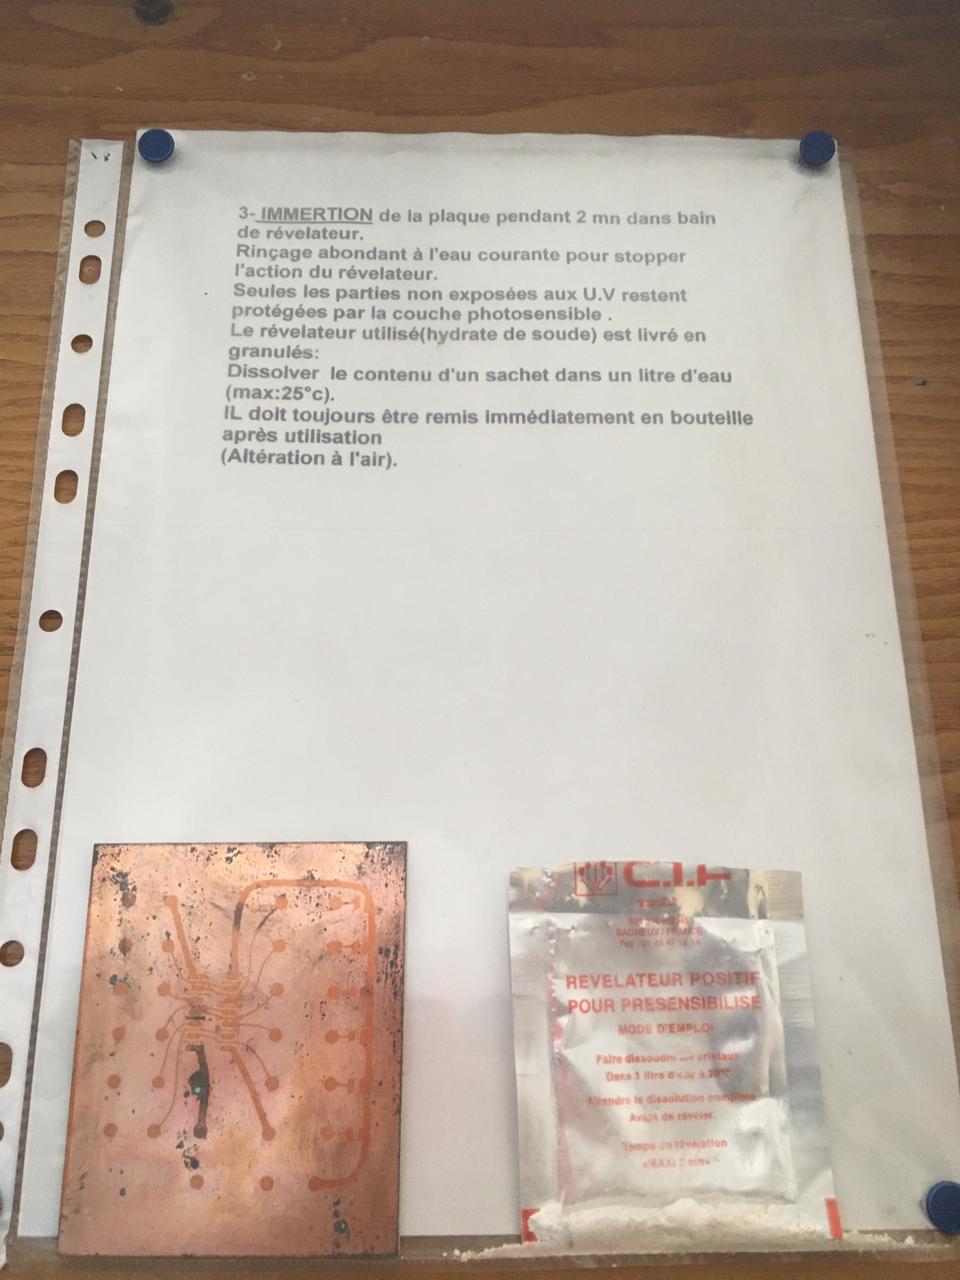 3- IMMERTION de la plaque pendant 2 mn dans bain
de révelateur.
Rinçage abondant à l'eau courante pour stopper
l'action du révelateur.
Seules les parties non exposées aux U.V restent
protégées par la couche photosensible .
Le révelateur utilisé(hydrate de soude) est livré en
granulés:
Dissolver le contenu d'un sachet dans un litre d'eau
(max:25°c).
IL doit toujours être remis immédiatement en bouteille
après utilisation
(Altération à l'air).
C.I.F
BAGNEUX / FRANCE
Fax : 01 45 47 16 14
REVELATEUR POSITIF
POUR PRESENSIBILISE
MODE D'EMPLOI
Faire dissoudre cristaux
Dans 1 litre d'eau à 20°C
Attendre la dissolution complète
Avant de révéler.
Temps de révélation
«MAXI 2 mn»